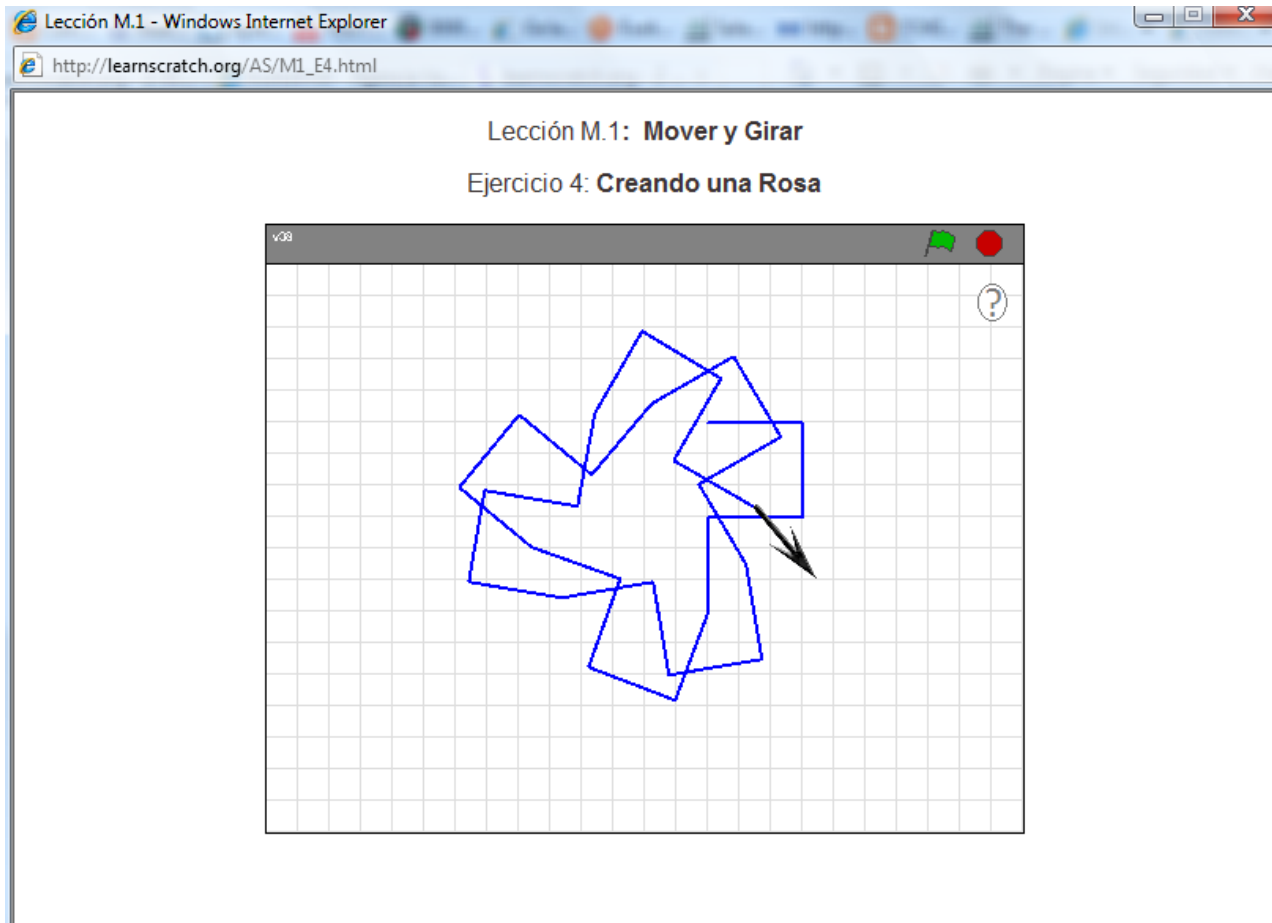 Lección M.1 - Windows Internet Explorer
http://learnscratch.org/AS/M1_E4.html
Lección M.1: Mover y Girar
Ejercicio 4: Creando una Rosa
v38
?